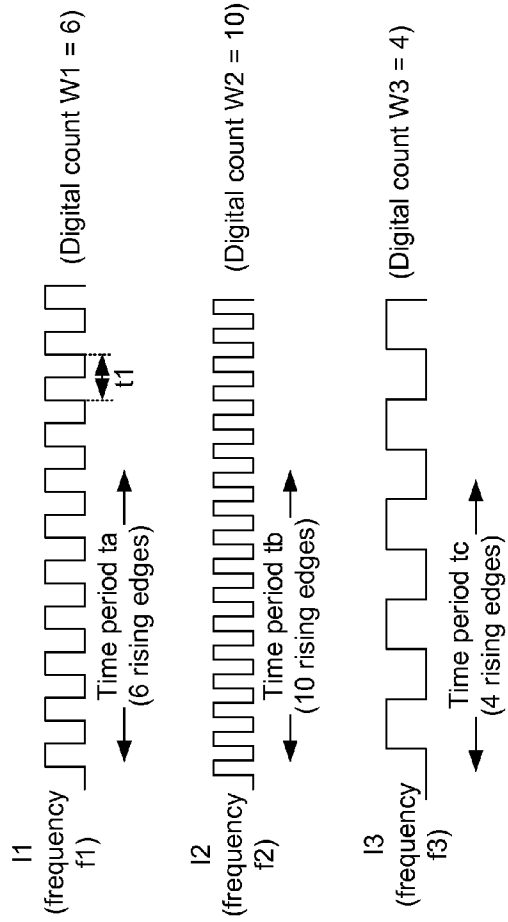 I1
(frequency
f1)
Time period ta
(6 rising edges)
t1
(Digital count W1 = 6)
I2
(frequency
f2)
Time period tb
(10 rising edges)
(Digital count W2 = 10)
I3
(frequency
f3)
Time period tc
(4 rising edges)
(Digital count W3 = 4)